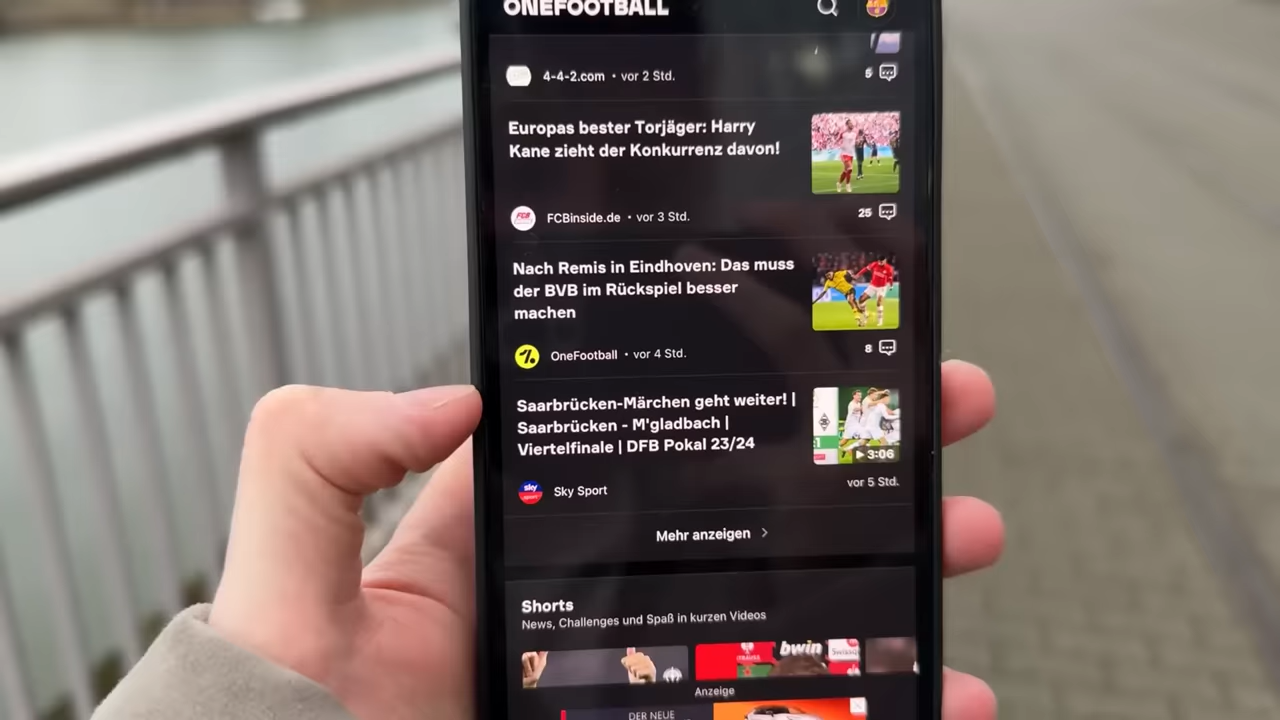 ONEFOOTBALL
4-4-2.com • vor 2 Std.
5
Europas bester Torjäger: Harry
Kane zieht der Konkurrenz davon!
FCB
FCBinside.de • vor 3 Std.
25
Nach Remis in Eindhoven: Das muss
der BVB im Rückspiel besser
machen
OneFootball • vor 4 Std.
8
Saarbrücken-Märchen geht weiter! |
Saarbrücken - M'gladbach |
Viertelfinale | DFB Pokal 23/24
3:06
sky
sport
Sky Sport
vor 5 Std.
Mehr anzeigen
Shorts
News, Challenges und Spaß in kurzen Videos
bwin
Anzeige
DER NEUE